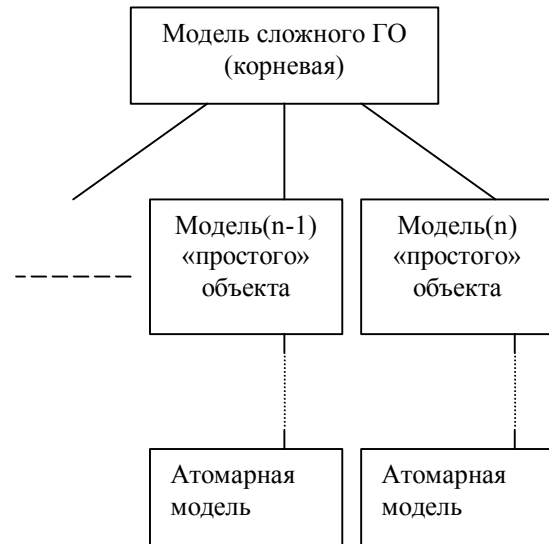 Модель сложного ГО
(корневая)
Модель(n-1)
«простого»
объекта
Модель(n)
«простого»
объекта
Атомарная
модель
Атомарная
модель